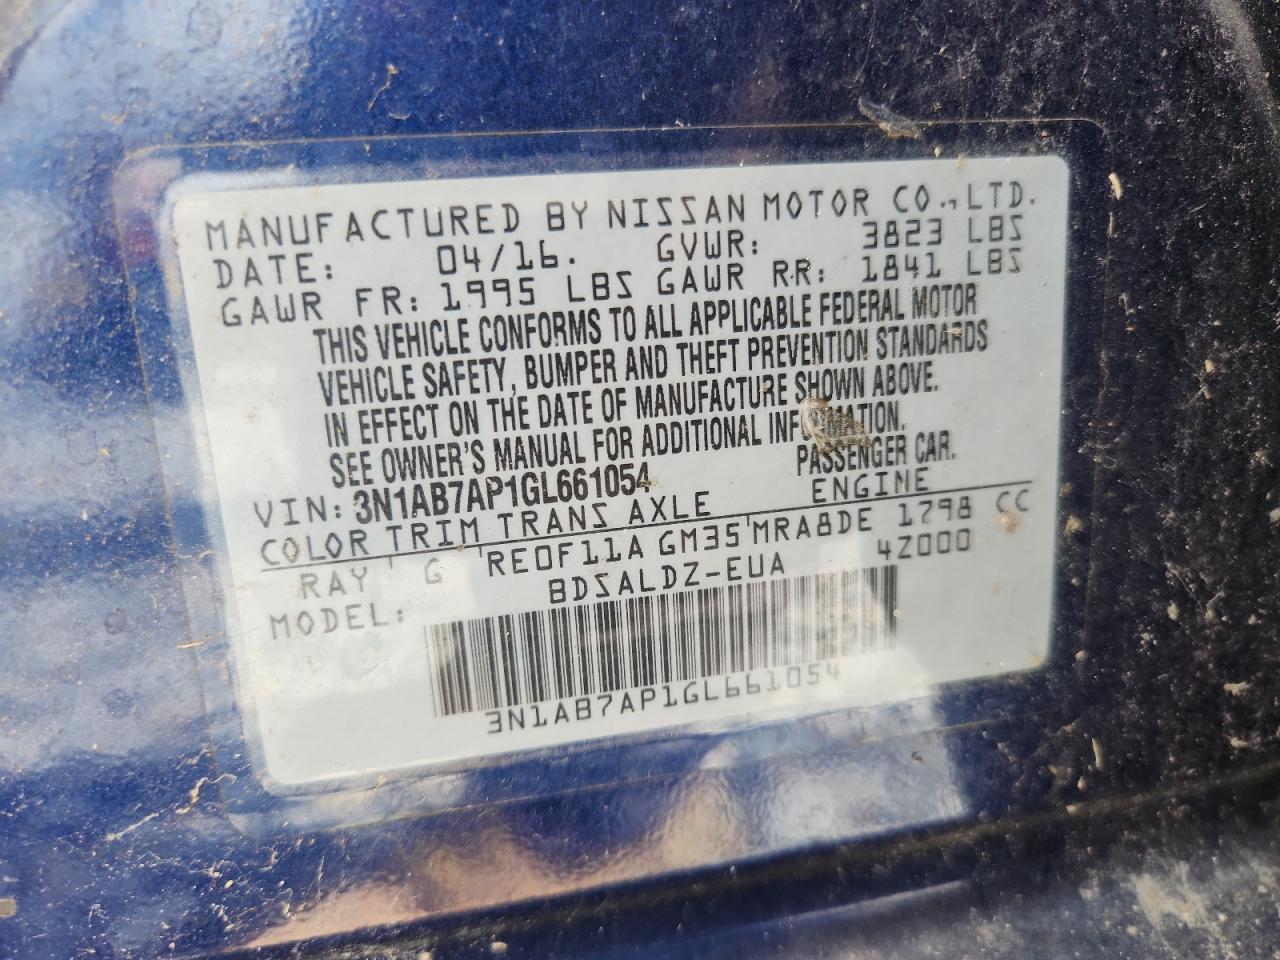 MANUFACTURED BY NISSAN MOTOR CO., LTD.
DATE: 04/16. GVWR: 3823 LBS
GAWR FR: 1995 LBS GAWR RR: 1841 LBS
THIS VEHICLE CONFORMS TO ALL APPLICABLE FEDERAL MOTOR
VEHICLE SAFETY, BUMPER AND THEFT PREVENTION STANDARDS
IN EFFECT ON THE DATE OF MANUFACTURE SHOWN ABOVE.
SEE OWNER'S MANUAL FOR ADDITIONAL INFORMATION.
VIN: 3N1AB7AP1GL661054 PASSENGER CAR.
COLOR TRIM TRANS AXLE ENGINE
RAY G RE0F11A GM35 MRA8DE 1798 CC
MODEL: BDSALDZ-EUA 4Z000
3N1AB7AP1GL661054